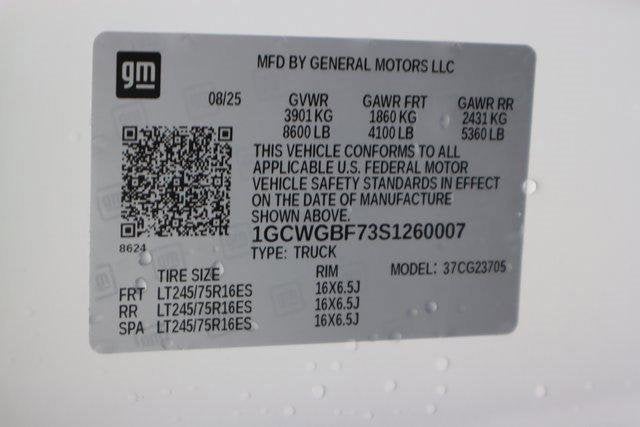 gm
MFD BY GENERAL MOTORS LLC
08/25 GVWR GAWR FRT GAWR RR
3901 KG 1860 KG 2431 KG
8600 LB 4100 LB 5360 LB
THIS VEHICLE CONFORMS TO ALL
APPLICABLE U.S. FEDERAL MOTOR
VEHICLE SAFETY STANDARDS IN EFFECT
ON THE DATE OF MANUFACTURE
SHOWN ABOVE.
1GCWGBF73S1260007
8624
TYPE: TRUCK MODEL: 37CG23705
TIRE SIZE RIM
FRT LT245/75R16ES 16X6.5J
RR LT245/75R16ES 16X6.5J
SPA LT245/75R16ES 16X6.5J